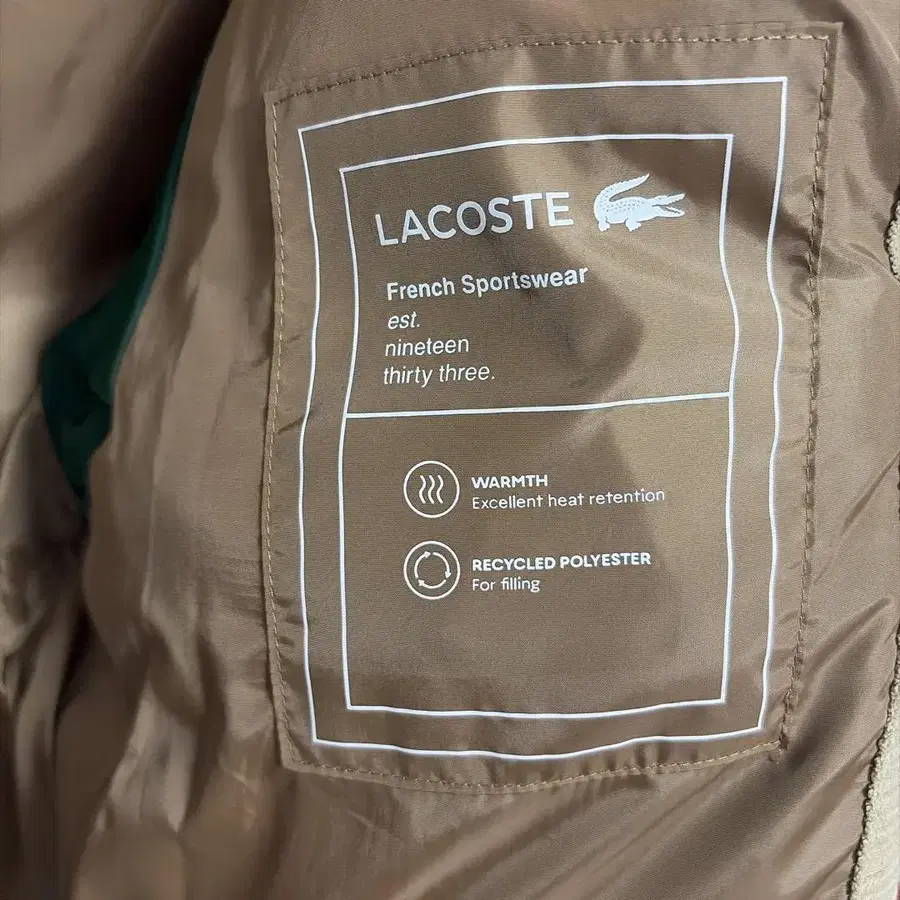 LACOSTE
French Sportswear
est.
nineteen
thirty three.
WARMTH
Excellent heat retention
RECYCLED POLYESTER
For filling